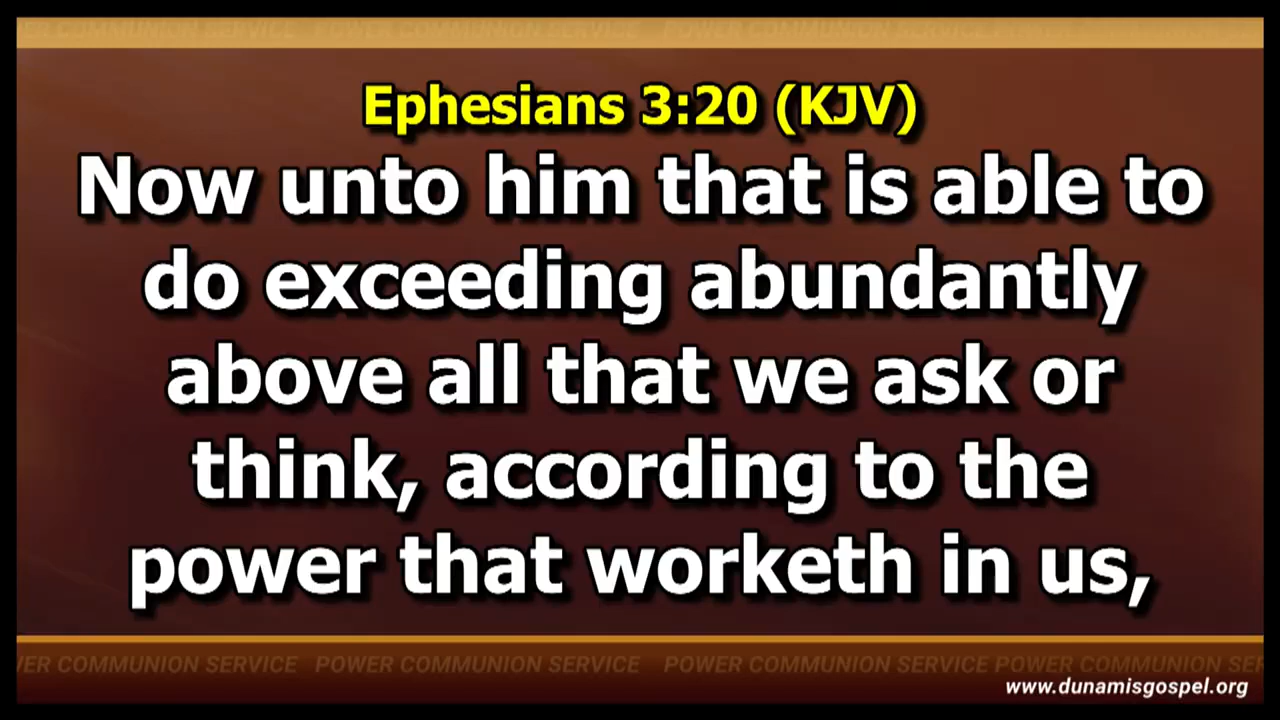 POWER COMMUNION SERVICE
Ephesians 3:20 (KJV)
Now unto him that is able to
do exceeding abundantly
above all that we ask or
think, according to the
power that worketh in us,
VER COMMUNION SERVICE POWER COMMUNION SERVICE POWER COMMUNION SERVICE POWER COMMUNION SER
www.dunamisgospel.org